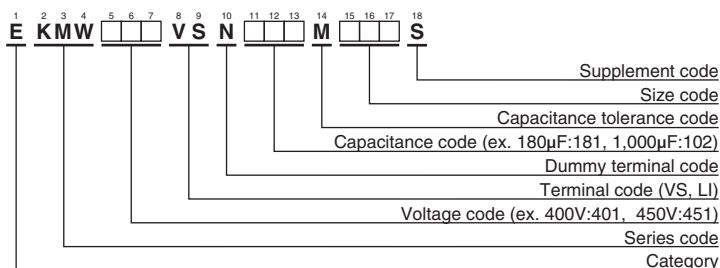 1 2 3 4 5 6 7 8 9 10 11 12 13 14 15 16 17 18
E KMW □□□ VS N □□□ M □□□ S
Supplement code
Size code
Capacitance tolerance code
Capacitance code (ex. 180μF:181, 1,000μF:102)
Dummy terminal code
Terminal code (VS, LI)
Voltage code (ex. 400V:401, 450V:451)
Series code
Category